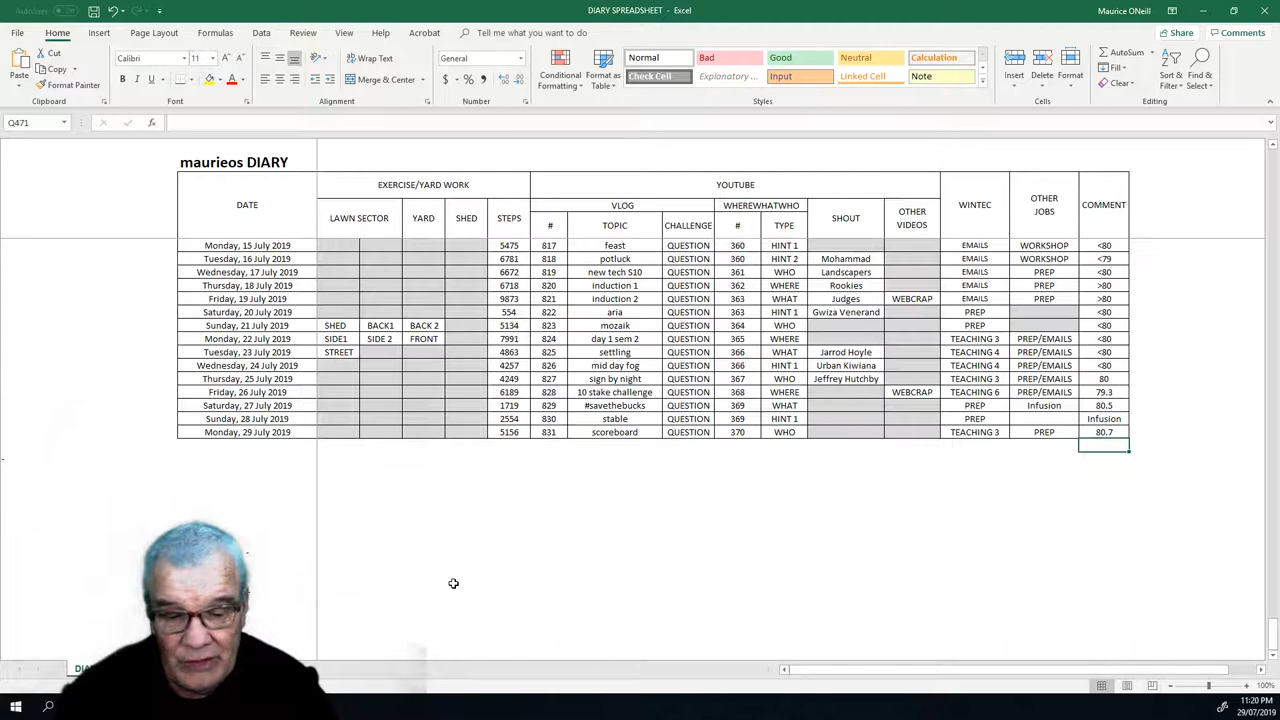 AutoSave
DIARY SPREADSHEET - Excel
Maurice ONeill
File Home Insert Page Layout Formulas Data Review View Help Acrobat Tell me what you want to do Share Comments
Paste Cut Copy Format Painter
Calibri 11 B I U
Wrap Text Merge & Center
General $ % ,
Conditional Formatting Format as Table
Normal Bad Good Neutral Calculation
Check Cell Explanatory ... Input Linked Cell Note
Insert Delete Format
AutoSum Fill Clear
Sort & Filter Find & Select
Clipboard Font Alignment Number Styles Cells Editing
Q471 fx
maurieos DIARY
DATE EXERCISE/YARD WORK YOUTUBE WINTEC OTHER JOBS COMMENT
LAWN SECTOR YARD SHED STEPS VLOG WHEREWHATWHO SHOUT OTHER VIDEOS
# TOPIC CHALLENGE # TYPE
Monday, 15 July 2019 5475 817 feast QUESTION 360 HINT 1 EMAILS WORKSHOP <80
Tuesday, 16 July 2019 6781 818 potluck QUESTION 360 HINT 2 Mohammad EMAILS WORKSHOP <79
Wednesday, 17 July 2019 6672 819 new tech S10 QUESTION 361 WHO Landscapers EMAILS PREP <80
Thursday, 18 July 2019 6718 820 induction 1 QUESTION 362 WHERE Rookies EMAILS PREP >80
Friday, 19 July 2019 9873 821 induction 2 QUESTION 363 WHAT Judges WEBCRAP EMAILS PREP >80
Saturday, 20 July 2019 554 822 aria QUESTION 363 HINT 1 Gwiza Venerand PREP <80
Sunday, 21 July 2019 SHED BACK1 BACK 2 5134 823 mozaik QUESTION 364 WHO PREP <80
Monday, 22 July 2019 SIDE1 SIDE 2 FRONT 7991 824 day 1 sem 2 QUESTION 365 WHERE TEACHING 3 PREP/EMAILS <80
Tuesday, 23 July 2019 STREET 4863 825 settling QUESTION 366 WHAT Jarrod Hoyle TEACHING 4 PREP/EMAILS <80
Wednesday, 24 July 2019 4257 826 mid day fog QUESTION 366 HINT 1 Urban Kiwiana TEACHING 4 PREP/EMAILS <80
Thursday, 25 July 2019 4249 827 sign by night QUESTION 367 WHO Jeffrey Hutchby TEACHING 3 PREP/EMAILS 80
Friday, 26 July 2019 6189 828 10 stake challenge QUESTION 368 WHERE WEBCRAP TEACHING 6 PREP/EMAILS 79.3
Saturday, 27 July 2019 1719 829 #savethebucks QUESTION 369 WHAT PREP Infusion 80.5
Sunday, 28 July 2019 2554 830 stable QUESTION 369 HINT 1 PREP Infusion
Monday, 29 July 2019 5156 831 scoreboard QUESTION 370 WHO TEACHING 3 PREP 80.7
100%
11:20 PM
29/07/2019